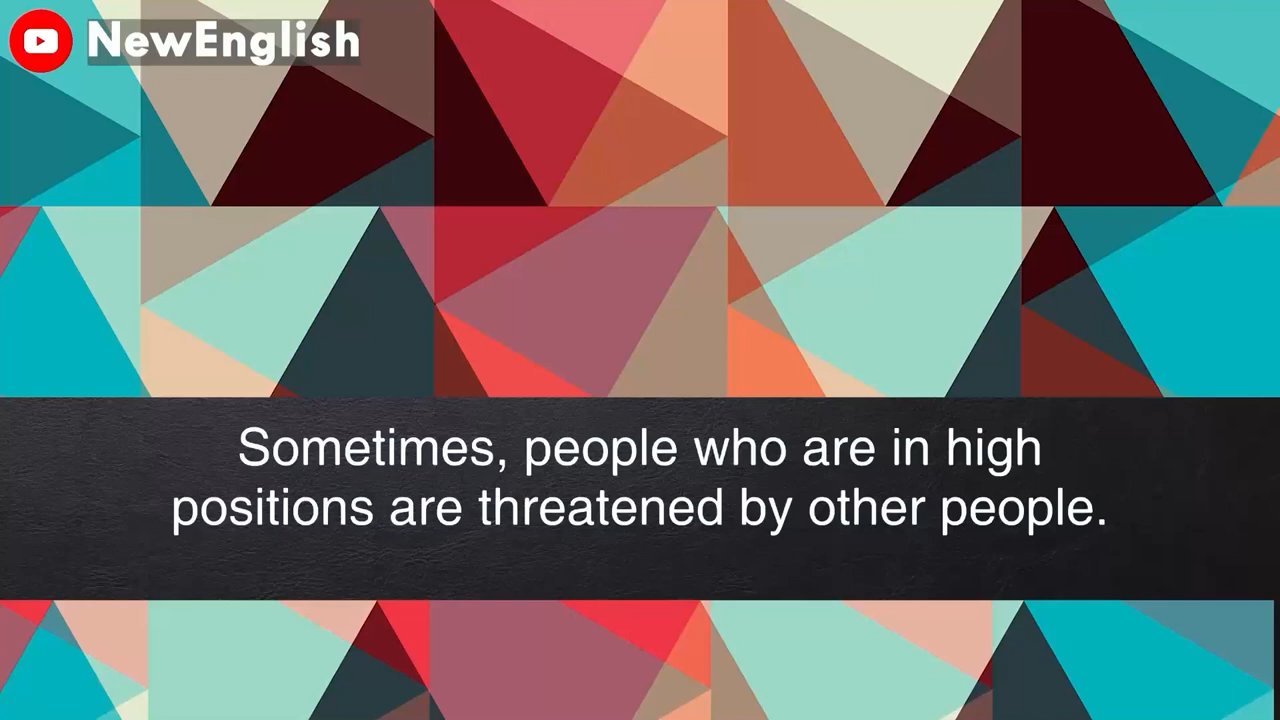 NewEnglish
Sometimes, people who are in high
positions are threatened by other people.